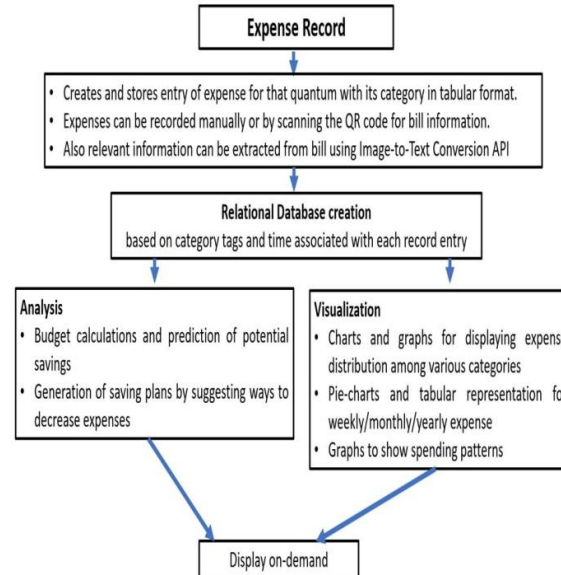 Expense Record
• Creates and stores entry of expense for that quantum with its category in tabular format.
• Expenses can be recorded manually or by scanning the QR code for bill information.
• Also relevant information can be extracted from bill using Image-to-Text Conversion API
Relational Database creation
based on category tags and time associated with each record entry
Analysis
• Budget calculations and prediction of potential
savings
• Generation of saving plans by suggesting ways to
decrease expenses
Visualization
• Charts and graphs for displaying expens
distribution among various categories
• Pie-charts and tabular representation fo
weekly/monthly/yearly expense
• Graphs to show spending patterns
Display on-demand